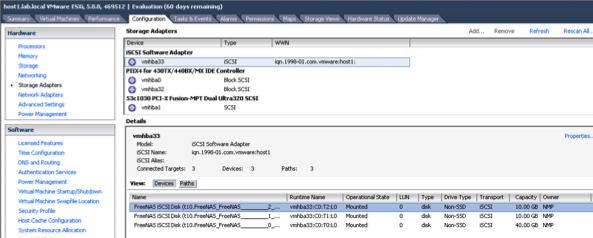 host1.lab.local VMware ESXi, 5.0.0, 469512 | Evaluation (60 days remaining)
Summary Virtual Machines Performance Configuration Tasks & Events Alarms Permissions Maps Storage Views Hardware Status Update Manager
Hardware
Processors
Memory
Storage
Networking
Storage Adapters
Network Adapters
Advanced Settings
Power Management
Software
Licensed Features
Time Configuration
DNS and Routing
Authentication Services
Power Management
Virtual Machine Startup/Shutdown
Virtual Machine Swapfile Location
Security Profile
Host Cache Configuration
System Resource Allocation
Storage Adapters Add... Remove Refresh Rescan All...
Device Type WWN
iSCSI Software Adapter
vmhba33 iSCSI iqn.1998-01.com.vmware:host1:
PIIX4 for 430TX/440BX/MX IDE Controller
vmhba0 Block SCSI
vmhba32 Block SCSI
53c1030 PCI-X Fusion-MPT Dual Ultra320 SCSI
vmhba1 SCSI
Details
vmhba33 Properties...
Model: iSCSI Software Adapter
iSCSI Name: iqn.1998-01.com.vmware:host1
iSCSI Alias:
Connected Targets: 3 Devices: 3 Paths: 3
View: Devices Paths
Name Runtime Name Operational State LUN Type Drive Type Transport Capacity Owner
FreeNAS iSCSI Disk (t10.FreeNAS_FreeNAS______2_... vmhba33:C0:T2:L0 Mounted 0 disk Non-SSD iSCSI 10.00 GB NMP
FreeNAS iSCSI Disk (t10.FreeNAS_FreeNAS______1_... vmhba33:C0:T1:L0 Mounted 0 disk Non-SSD iSCSI 10.00 GB NMP
FreeNAS iSCSI Disk (t10.FreeNAS_FreeNAS______0_... vmhba33:C0:T0:L0 Mounted 0 disk Non-SSD iSCSI 40.00 GB NMP